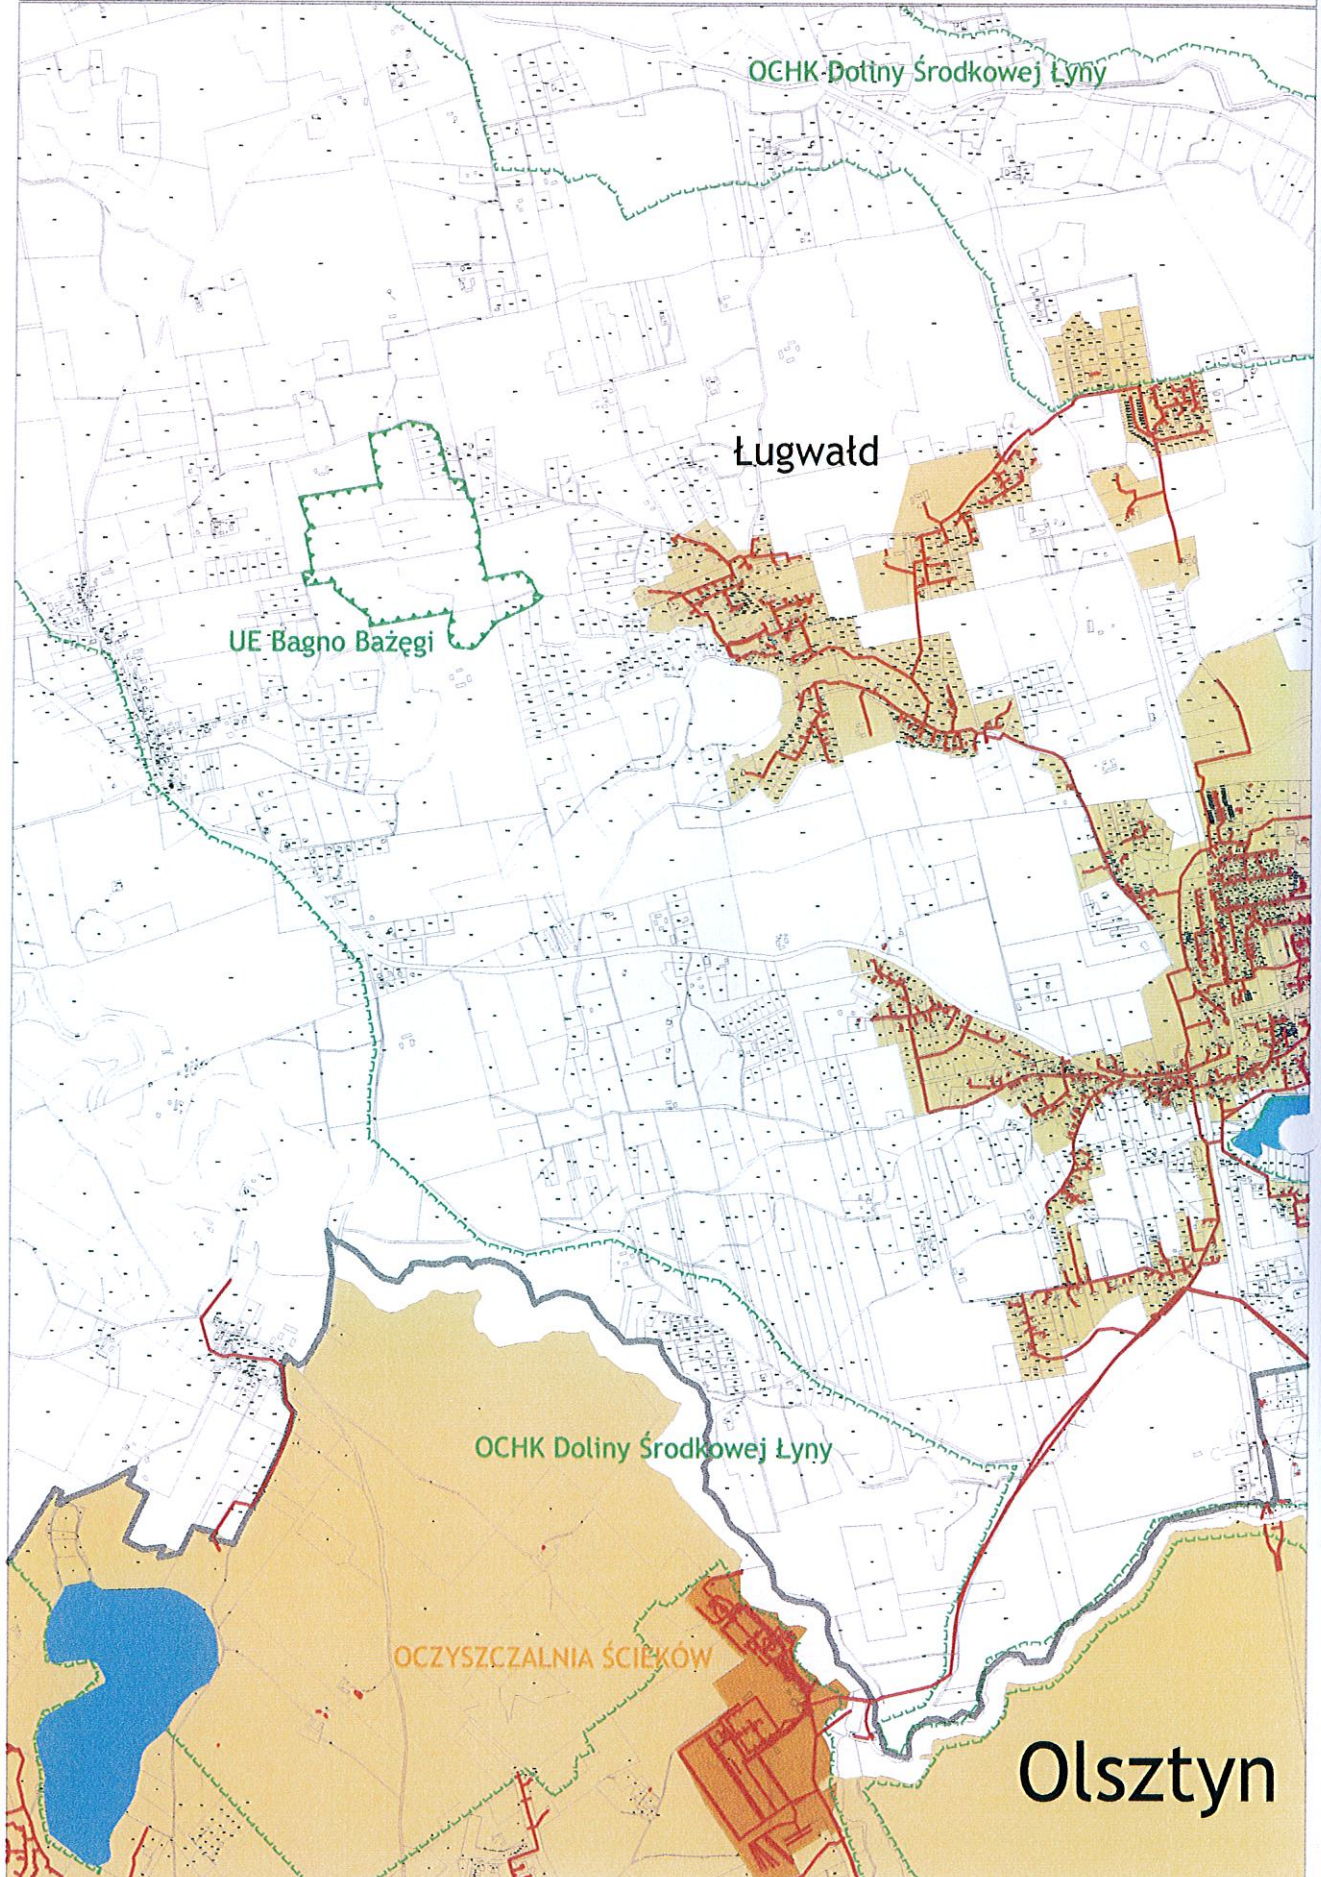 OCHK Doliny Środkowej Łyny
Ługwałd
UE Bagno Bażęgi
OCHK Doliny Środkowej Łyny
OCZYSZCZALNIA ŚCIEKÓW
Olsztyn